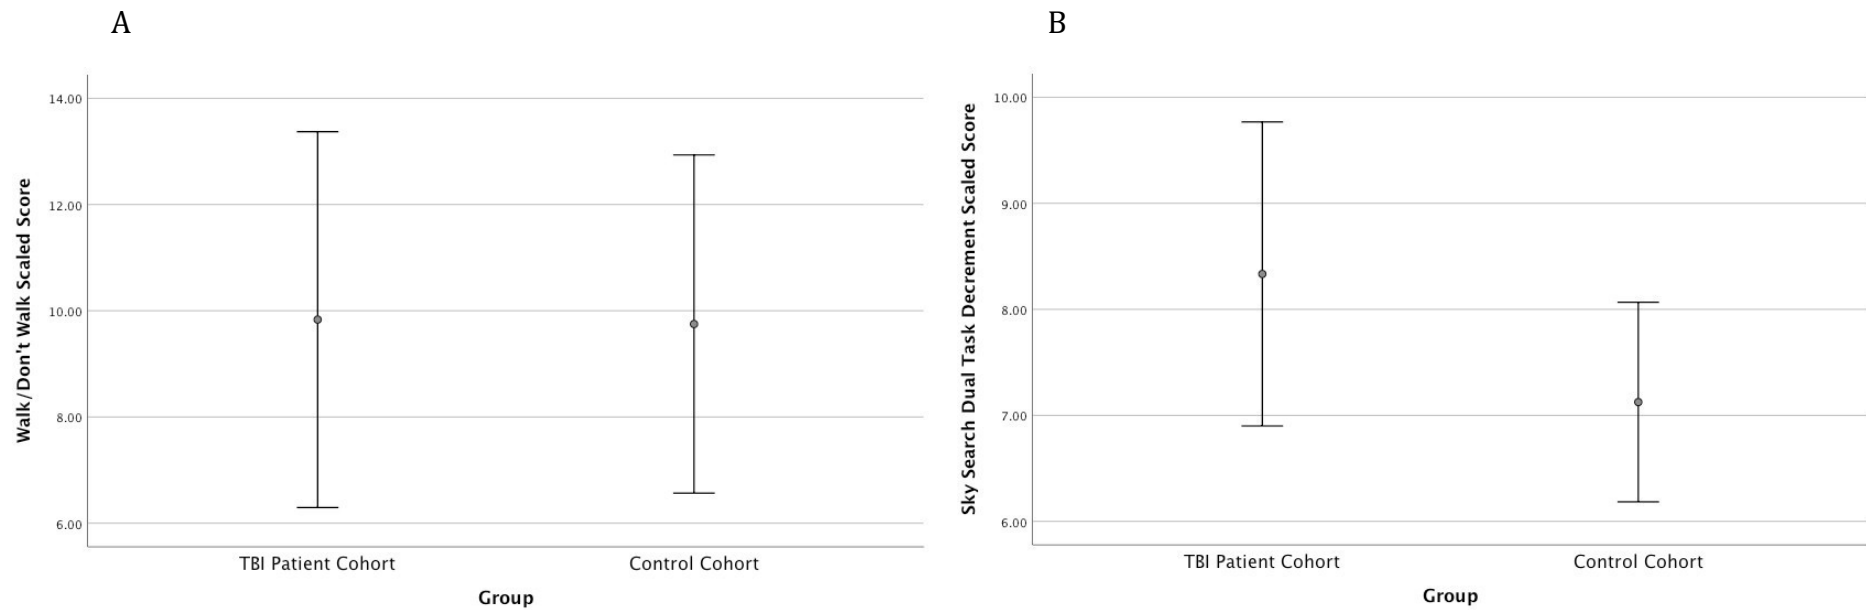 A
Walk/Don't Walk Scaled Score
14.00
12.00
10.00
8.00
6.00
TBI Patient Cohort
Control Cohort
Group
B
Sky Search Dual Task Decrement Scaled Score
10.00
9.00
8.00
7.00
6.00
TBI Patient Cohort
Control Cohort
Group